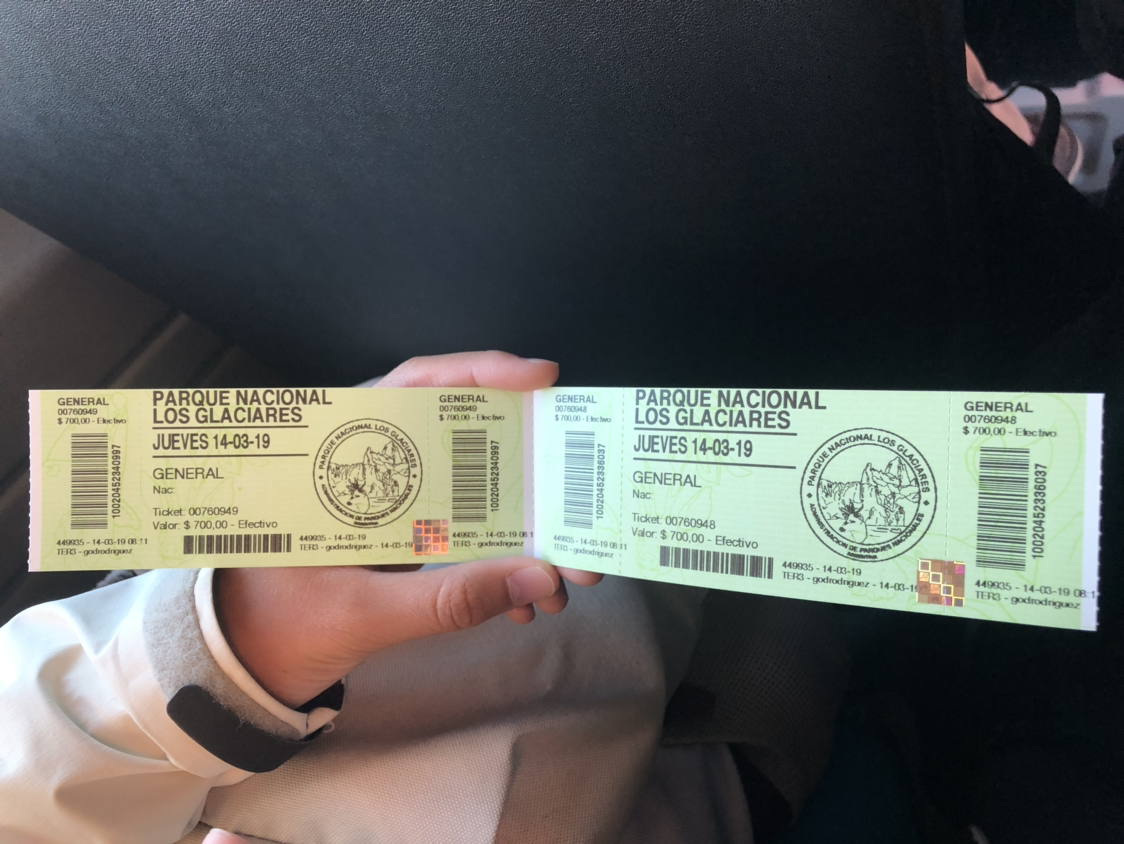 GENERAL
00760949
$ 700,00 - Efectivo
10020452340997
449935 - 14-03-19 08:11
TER3 - godrodriguez
PARQUE NACIONAL
LOS GLACIARES
JUEVES 14-03-19
GENERAL
Nac:
Ticket: 00760949
Valor: $ 700,00 - Efectivo
449935 - 14-03-19
TER3 - godrodriguez - 14-03-19
PARQUE NACIONAL LOS GLACIARES
ADMINISTRACION DE PARQUES NACIONALES
ARGENTINA
GENERAL
00760949
$ 700,00 - Efectivo
10020452340997
449935 - 14-03-19 08:1
TER3 - godrodriguez
GENERAL
00760948
$ 700,00 - Efectivo
10020452336037
449935 - 14-03-19 08:11
TER3 - godrodriguez
PARQUE NACIONAL
LOS GLACIARES
JUEVES 14-03-19
GENERAL
Nac:
Ticket: 00760948
Valor: $ 700,00 - Efectivo
449935 - 14-03-19
TER3 - godrodriguez - 14-03-19
PARQUE NACIONAL LOS GLACIARES
ADMINISTRACION DE PARQUES NACIONALES
ARGENTINA
GENERAL
00760948
$ 700,00 - Efectivo
10020452336037
449935 - 14-03-19 08:1
TER3 - godrodriguez